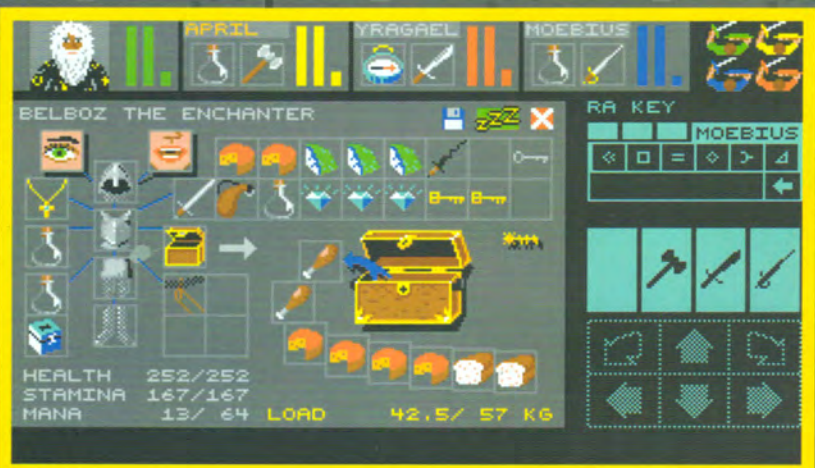 APRIL
YRAGAEL
MOEBIUS
BELBOZ THE ENCHANTER
ZZZ
RA KEY
MOEBIUS
HEALTH 252/252
STAMINA 167/167
MANA 13/ 64 LOAD 42.5/ 57 KG